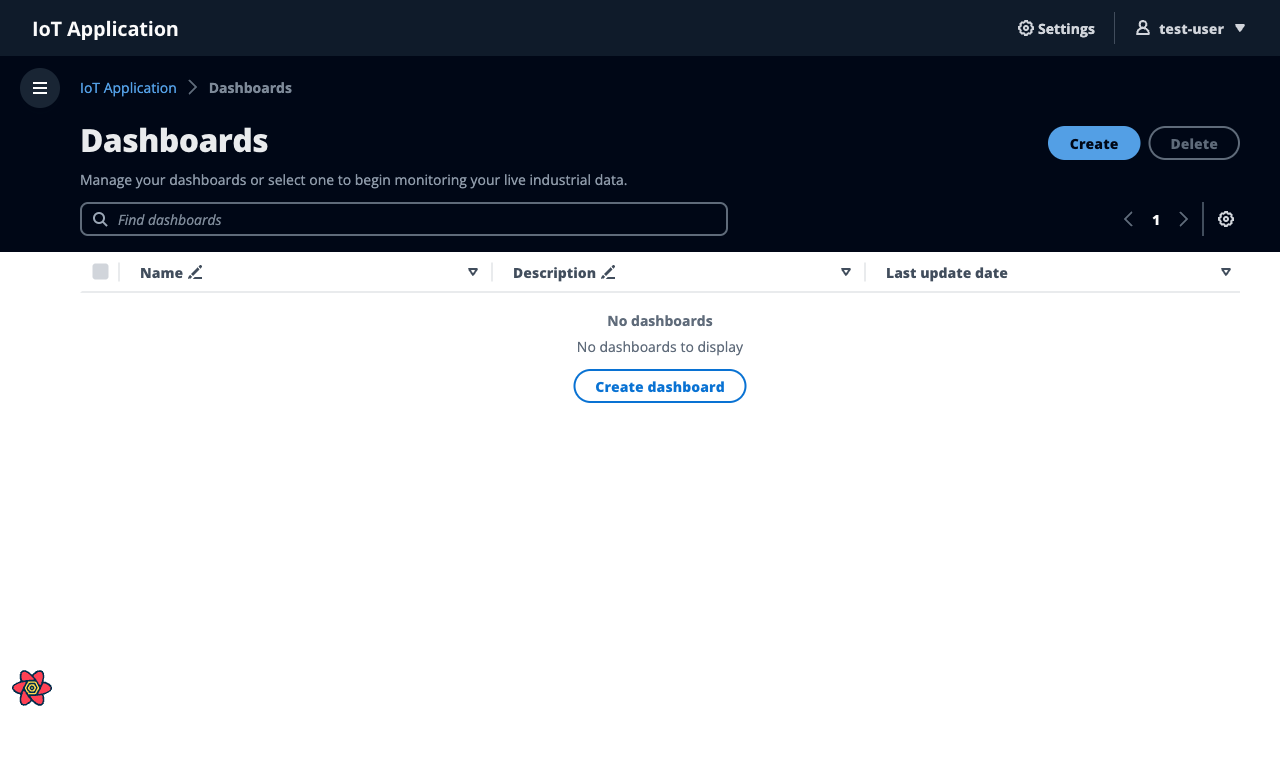 IoT Application
Settings
test-user
IoT Application
Dashboards
Dashboards
Create
Delete
Manage your dashboards or select one to begin monitoring your live industrial data.
Find dashboards
1
Name
Description
Last update date
No dashboards
No dashboards to display
Create dashboard